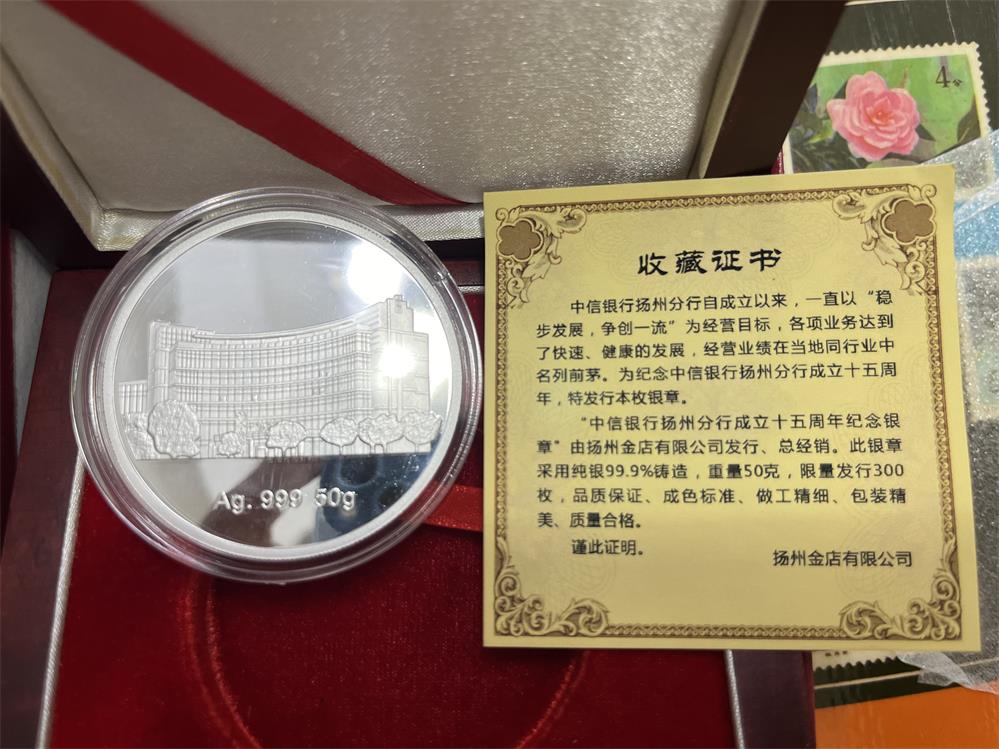 4分
收藏证书
中信银行扬州分行自成立以来，一直以“稳
步发展，争创一流”为经营目标，各项业务达到
了快速、健康的发展，经营业绩在当地同行业中
名列前茅。为纪念中信银行扬州分行成立十五周
年，特发行本枚银章。
“中信银行扬州分行成立十五周年纪念银
章”由扬州金店有限公司发行、总经销。此银章
采用纯银99.9%铸造，重量50克，限量发行300
枚，品质保证、成色标准、做工精细、包装精
美、质量合格。
谨此证明。
扬州金店有限公司
Ag. 999 50g